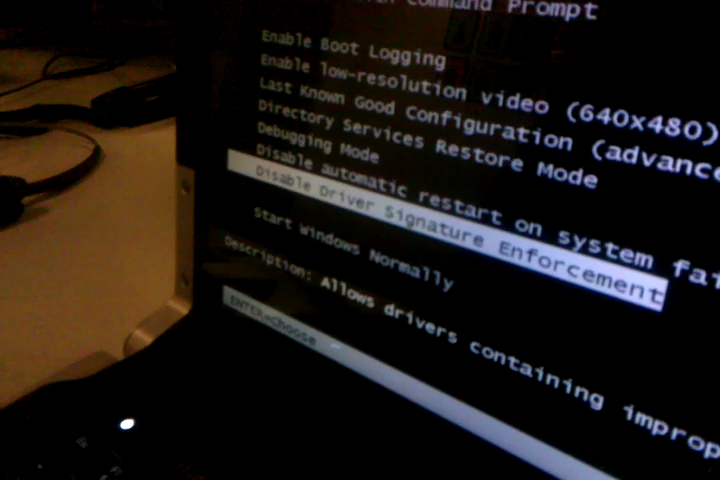 Command Prompt
Enable Boot Logging
Enable low-resolution video (640x480)
Last Known Good Configuration (advance
Directory Services Restore Mode
Debugging Mode
Disable automatic restart on system fai
Disable Driver Signature Enforcement
Start Windows Normally
Description: Allows drivers containing improp
ENTER=Choose